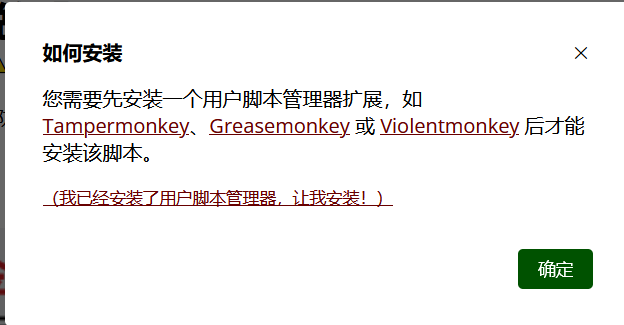 如何安装
您需要先安装一个用户脚本管理器扩展，如
Tampermonkey、Greasemonkey 或 Violentmonkey 后才能
安装该脚本。
（我已经安装了用户脚本管理器，让我安装！）
确定